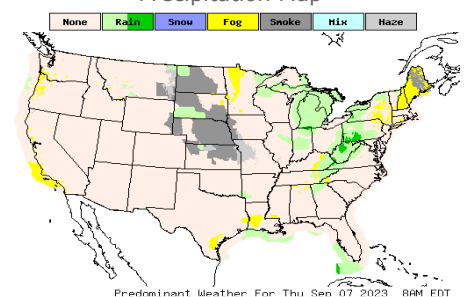 Precipitation Map
None Rain Snow Fog Smoke Mix Haze
Predominant Weather For Thu Sep 07 2023 8AM EDT